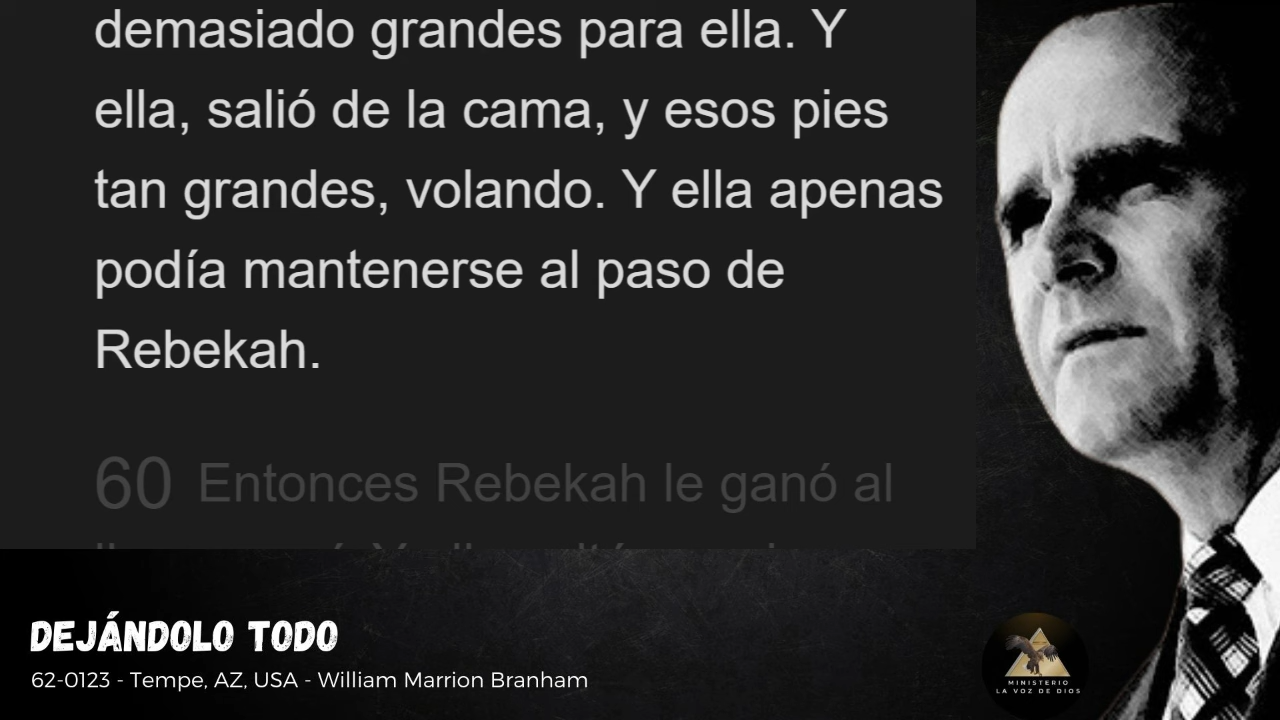 demasiado grandes para ella. Y
ella, salió de la cama, y esos pies
tan grandes, volando. Y ella apenas
podía mantenerse al paso de
Rebekah.
60 Entonces Rebekah le ganó al
DEJÁNDOLO TODO
62-0123 - Tempe, AZ, USA - William Marrion Branham
MINISTERIO
LA VOZ DE DIOS